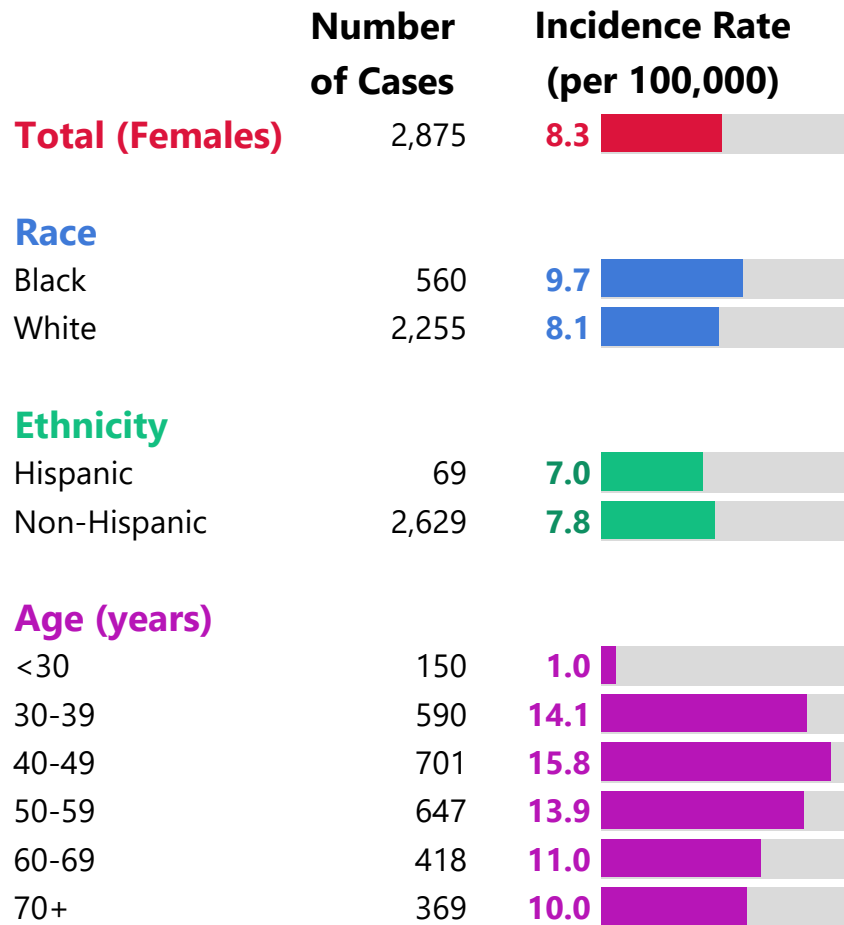 Number Incidence Rate
of Cases (per 100,000)
Total (Females) 2,875 8.3
Race
Black 560 9.7
White 2,255 8.1
Ethnicity
Hispanic 69 7.0
Non-Hispanic 2,629 7.8
Age (years)
<30 150 1.0
30-39 590 14.1
40-49 701 15.8
50-59 647 13.9
60-69 418 11.0
70+ 369 10.0